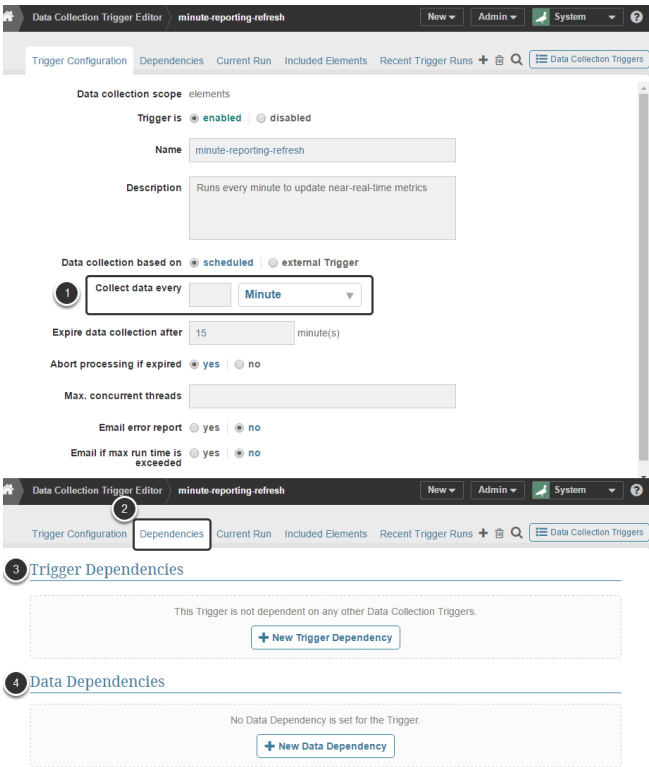 Data Collection Trigger Editor minute-reporting-refresh New Admin System ?
Trigger Configuration Dependencies Current Run Included Elements Recent Trigger Runs Data Collection Triggers
Data collection scope elements
Trigger is enabled disabled
Name minute-reporting-refresh
Description Runs every minute to update near-real-time metrics
Data collection based on scheduled external Trigger
1 Collect data every Minute
Expire data collection after 15 minute(s)
Abort processing if expired yes no
Max. concurrent threads
Email error report yes no
Email if max run time is exceeded yes no
Data Collection Trigger Editor minute-reporting-refresh New Admin System ?
2
Trigger Configuration Dependencies Current Run Included Elements Recent Trigger Runs Data Collection Triggers
3 Trigger Dependencies
This Trigger is not dependent on any other Data Collection Triggers.
New Trigger Dependency
4 Data Dependencies
No Data Dependency is set for the Trigger.
New Data Dependency